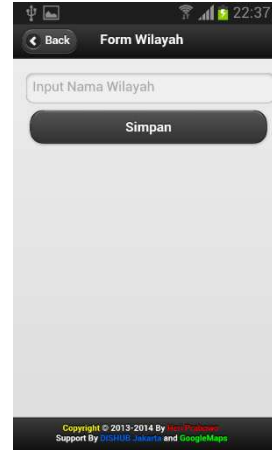 22:37
Back
Form Wilayah
Input Nama Wilayah
Simpan
Copyright © 2013-2014 By
Support By DISHUB Jakarta and GoogleMaps